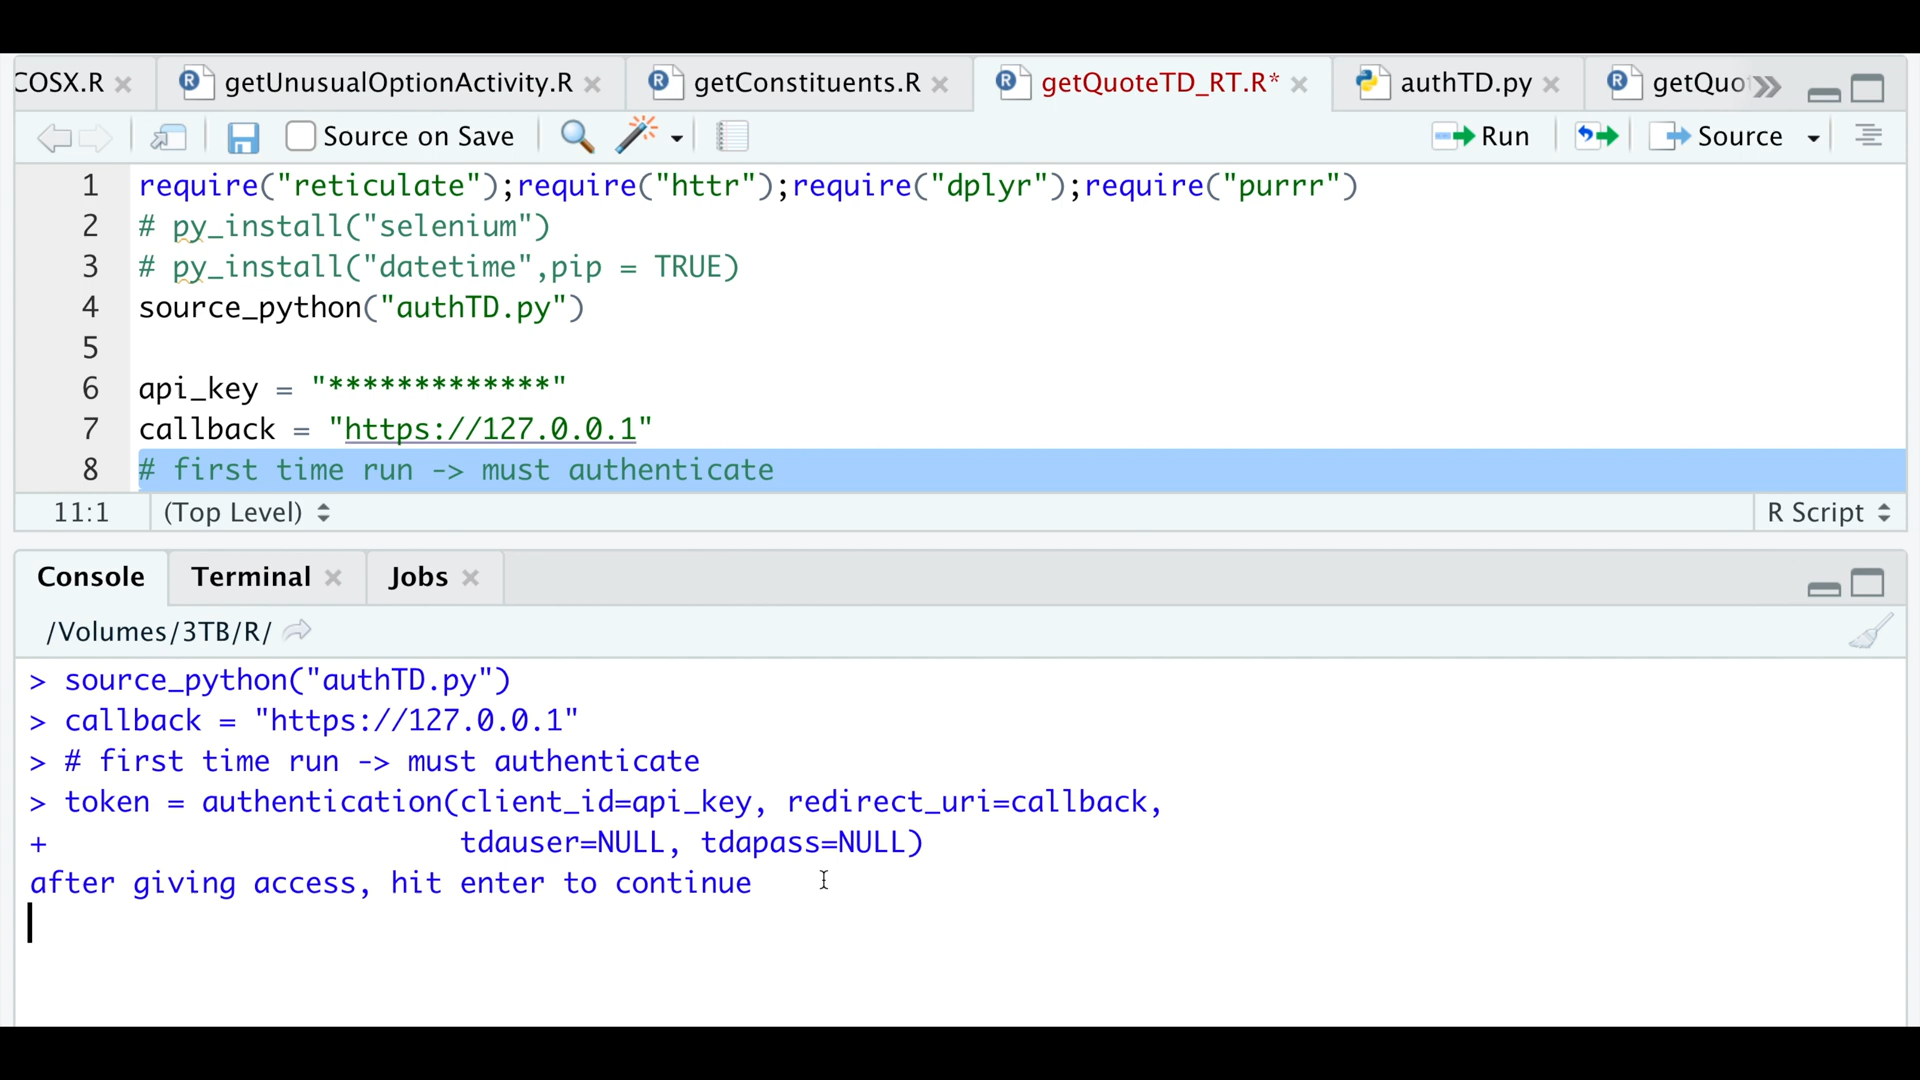 COSX.R getUnusualOptionActivity.R getConstituents.R getQuoteTD_RT.R* authTD.py getQuo
Source on Save Run Source
1 require("reticulate");require("httr");require("dplyr");require("purrr")
2 # py_install("selenium")
3 # py_install("datetime",pip = TRUE)
4 source_python("authTD.py")
5
6 api_key = "*************"
7 callback = "https://127.0.0.1"
8 # first time run -> must authenticate
11:1 (Top Level) R Script
Console Terminal Jobs
/Volumes/3TB/R/
> source_python("authTD.py")
> callback = "https://127.0.0.1"
> # first time run -> must authenticate
> token = authentication(client_id=api_key, redirect_uri=callback,
+ tdauser=NULL, tdapass=NULL)
after giving access, hit enter to continue